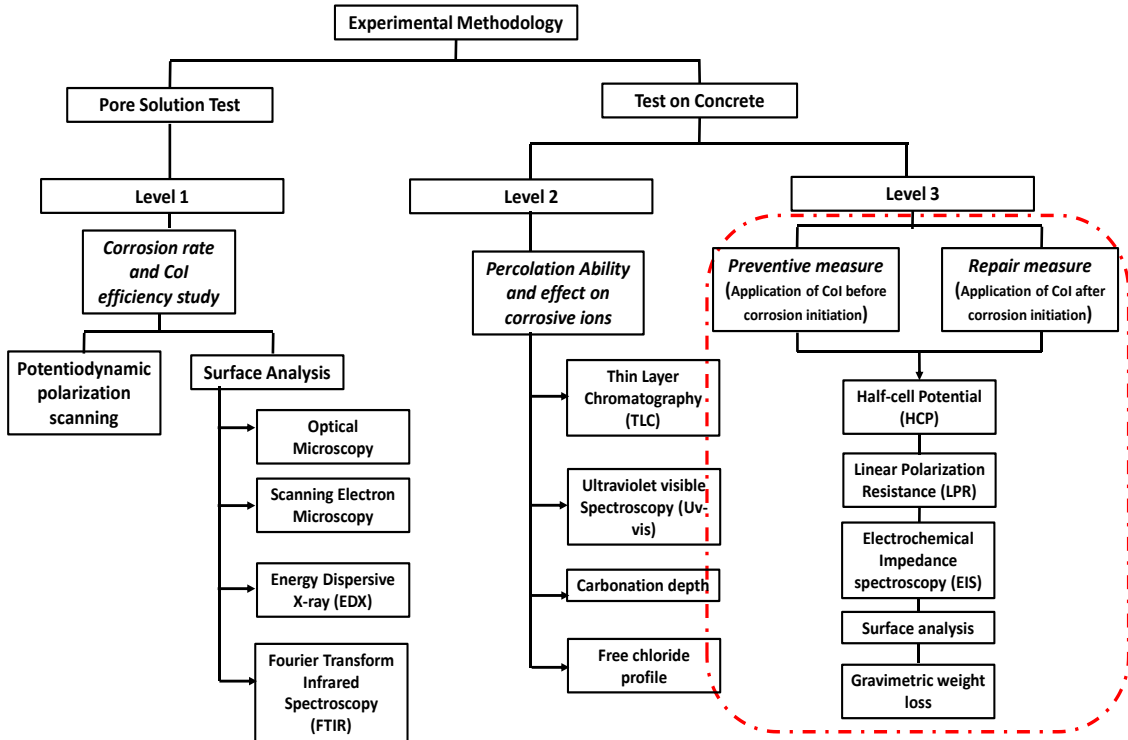 Experimental Methodology
Pore Solution Test
Test on Concrete
Level 1
Level 2
Level 3
Corrosion rate
and CoI
efficiency study
Percolation Ability
and effect on
corrosive ions
Preventive measure
(Application of CoI before
corrosion initiation)
Repair measure
(Application of CoI after
corrosion initiation)
Potentiodynamic
polarization
scanning
Surface Analysis
Optical
Microscopy
Scanning Electron
Microscopy
Energy Dispersive
X-ray (EDX)
Fourier Transform
Infrared
Spectroscopy
(FTIR)
Thin Layer
Chromatography
(TLC)
Ultraviolet visible
Spectroscopy (Uv-
vis)
Carbonation depth
Free chloride
profile
Half-cell Potential
(HCP)
Linear Polarization
Resistance (LPR)
Electrochemical
Impedance
spectroscopy (EIS)
Surface analysis
Gravimetric weight
loss